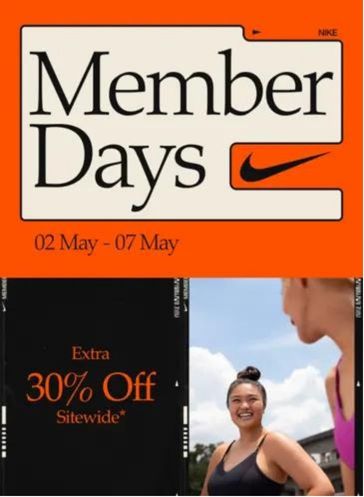 NIKE
Member
Days
02 May - 07 May
Extra
30% Off
Sitewide*